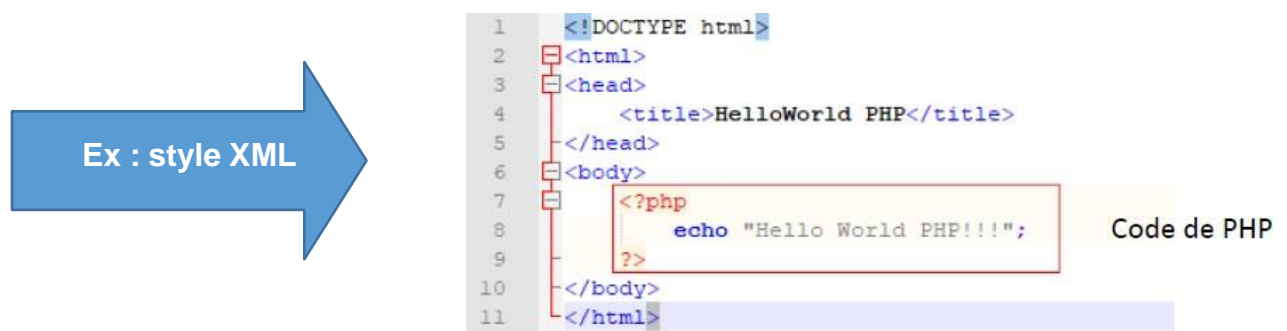 Ex : style XML
1 <!DOCTYPE html>
2 <html>
3 <head>
4 <title>HelloWorld PHP</title>
5 </head>
6 <body>
7 <?php
8 echo "Hello World PHP!!!";
9 ?>
10 </body>
11 </html>
Code de PHP